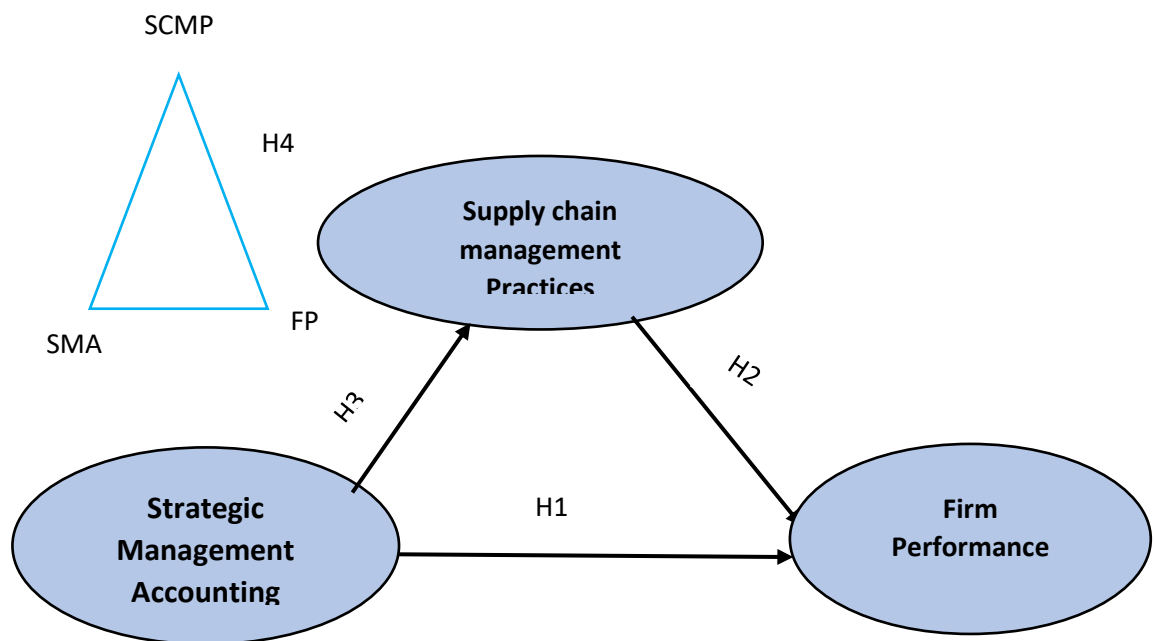 SCMP
H4
Supply chain
management
Practices
FP
SMA
H3
H2
H1
Strategic
Management
Accounting
Firm
Performance